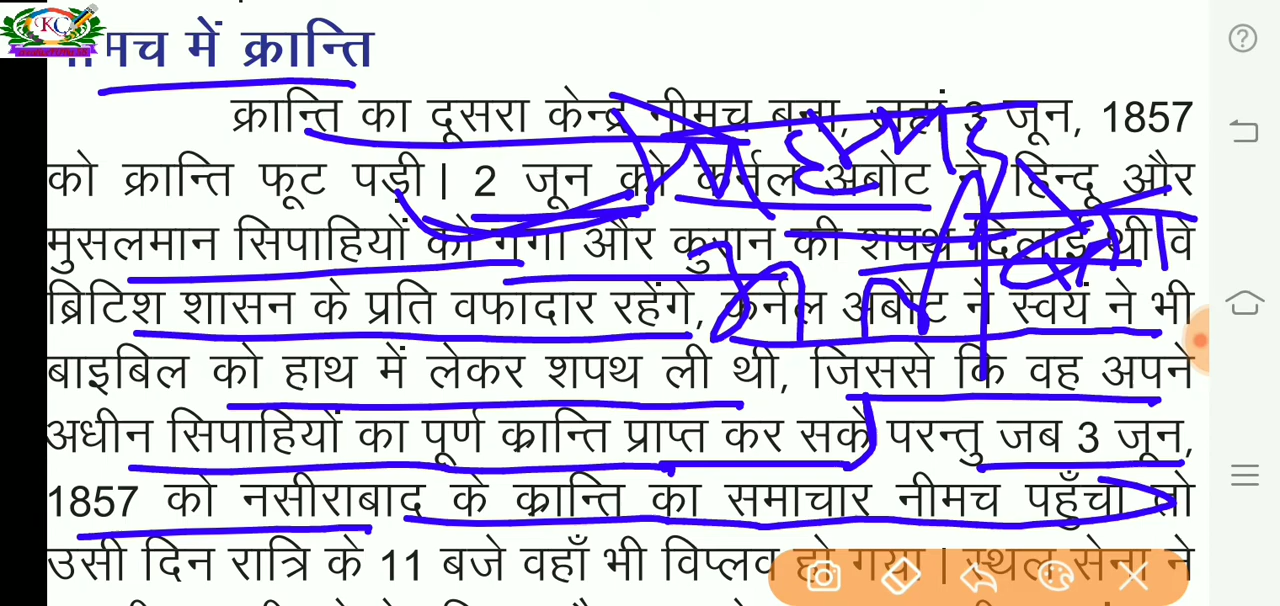 KC
मच में क्रान्ति
क्रान्ति का दूसरा केन्द्र नीमच बना, जहां 3 जून, 1857
को क्रान्ति फूट पड़ी। 2 जून को कर्नल अबोट ने हिन्दू और
मुसलमान सिपाहियों को गंगा और कुरान की शपथ दिलाई थी वे
ब्रिटिश शासन के प्रति वफादार रहेंगे, कर्नल अबोट ने स्वयं ने भी
बाइबिल को हाथ में लेकर शपथ ली थी, जिससे कि वह अपने
अधीन सिपाहियों का पूर्ण क्रान्ति प्राप्त कर सके परन्तु जब 3 जून,
1857 को नसीराबाद के क्रान्ति का समाचार नीमच पहुँचा तो
उसी दिन रात्रि के 11 बजे वहाँ भी विप्लव हो गया। स्थल सेना ने